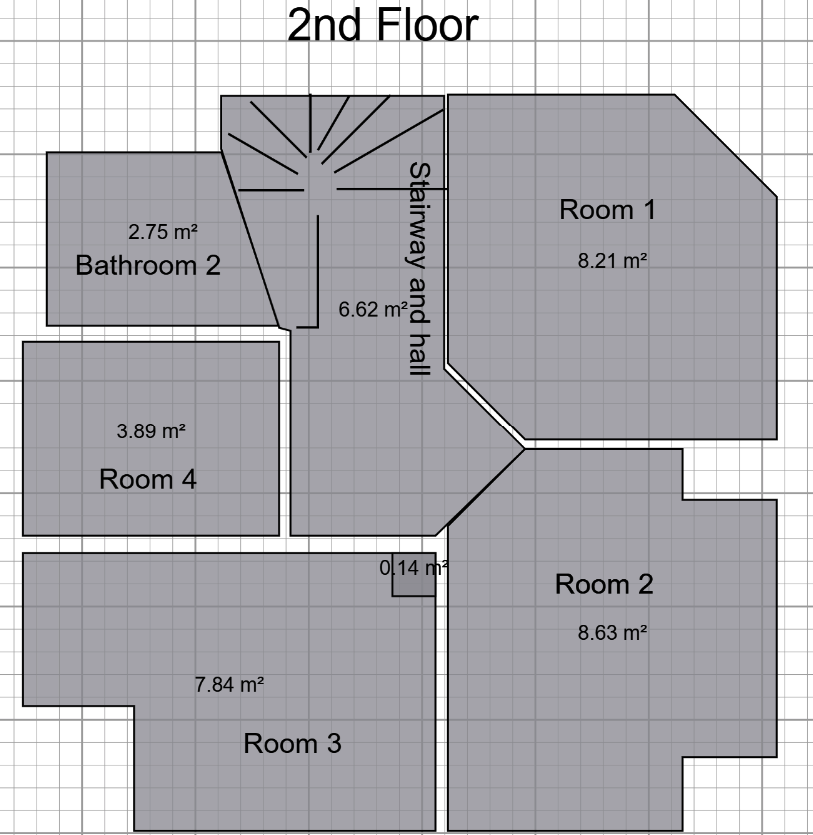 2nd Floor
Room 1
8.21 m²
2.75 m²
Bathroom 2
Stairway and hall
6.62 m²
3.89 m²
Room 4
0.14 m²
Room 2
8.63 m²
7.84 m²
Room 3